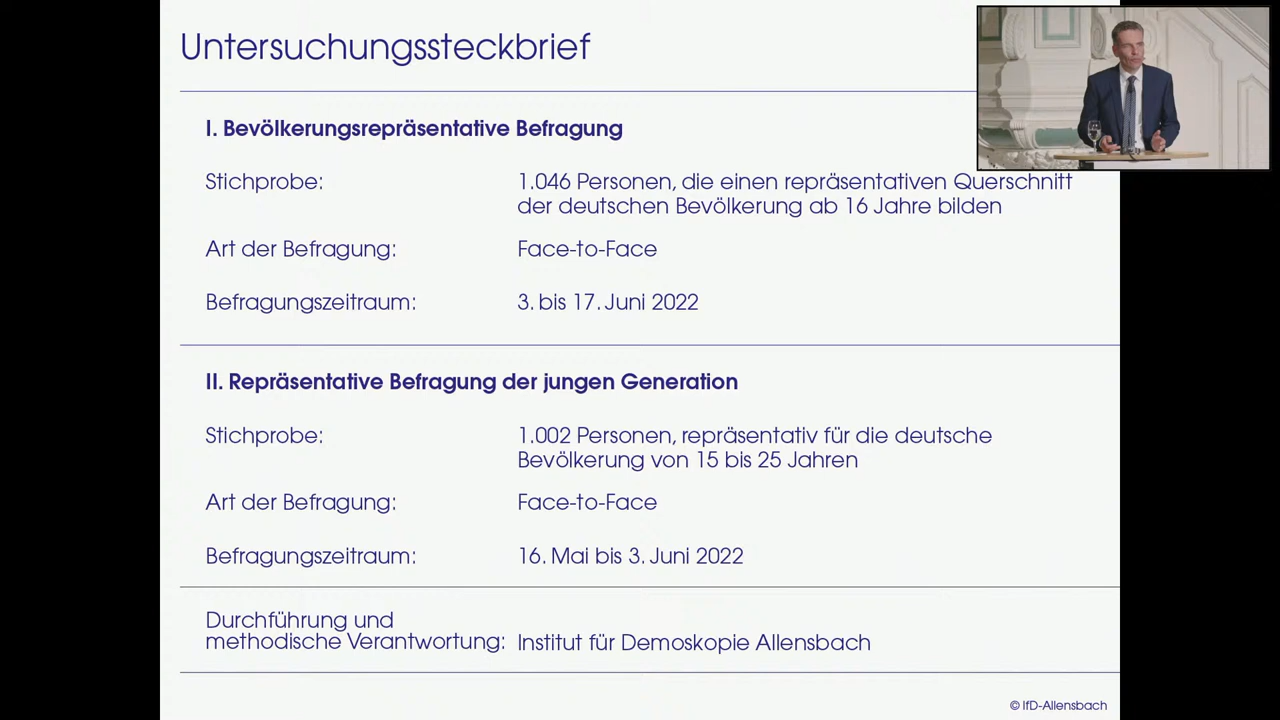 Untersuchungssteckbrief
I. Bevölkerungsrepräsentative Befragung
Stichprobe: 1.046 Personen, die einen repräsentativen Querschnitt
der deutschen Bevölkerung ab 16 Jahre bilden
Art der Befragung: Face-to-Face
Befragungszeitraum: 3. bis 17. Juni 2022
II. Repräsentative Befragung der jungen Generation
Stichprobe: 1.002 Personen, repräsentativ für die deutsche
Bevölkerung von 15 bis 25 Jahren
Art der Befragung: Face-to-Face
Befragungszeitraum: 16. Mai bis 3. Juni 2022
Durchführung und
methodische Verantwortung: Institut für Demoskopie Allensbach
© IfD-Allensbach